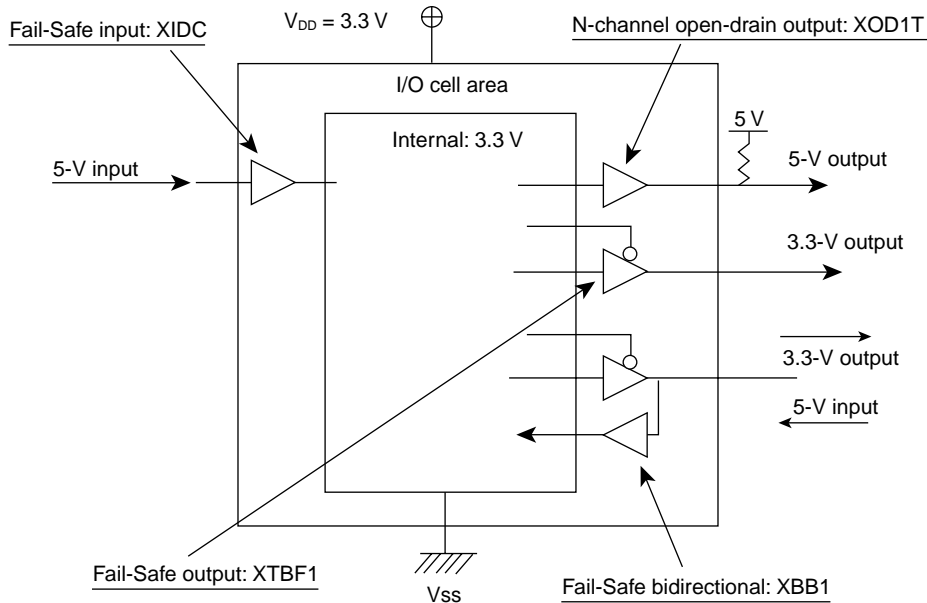 Fail-Safe input: XIDC
VDD = 3.3 V
N-channel open-drain output: XOD1T
I/O cell area
Internal: 3.3 V
5 V
5-V input
5-V output
3.3-V output
3.3-V output
5-V input
Fail-Safe output: XTBF1
Vss
Fail-Safe bidirectional: XBB1